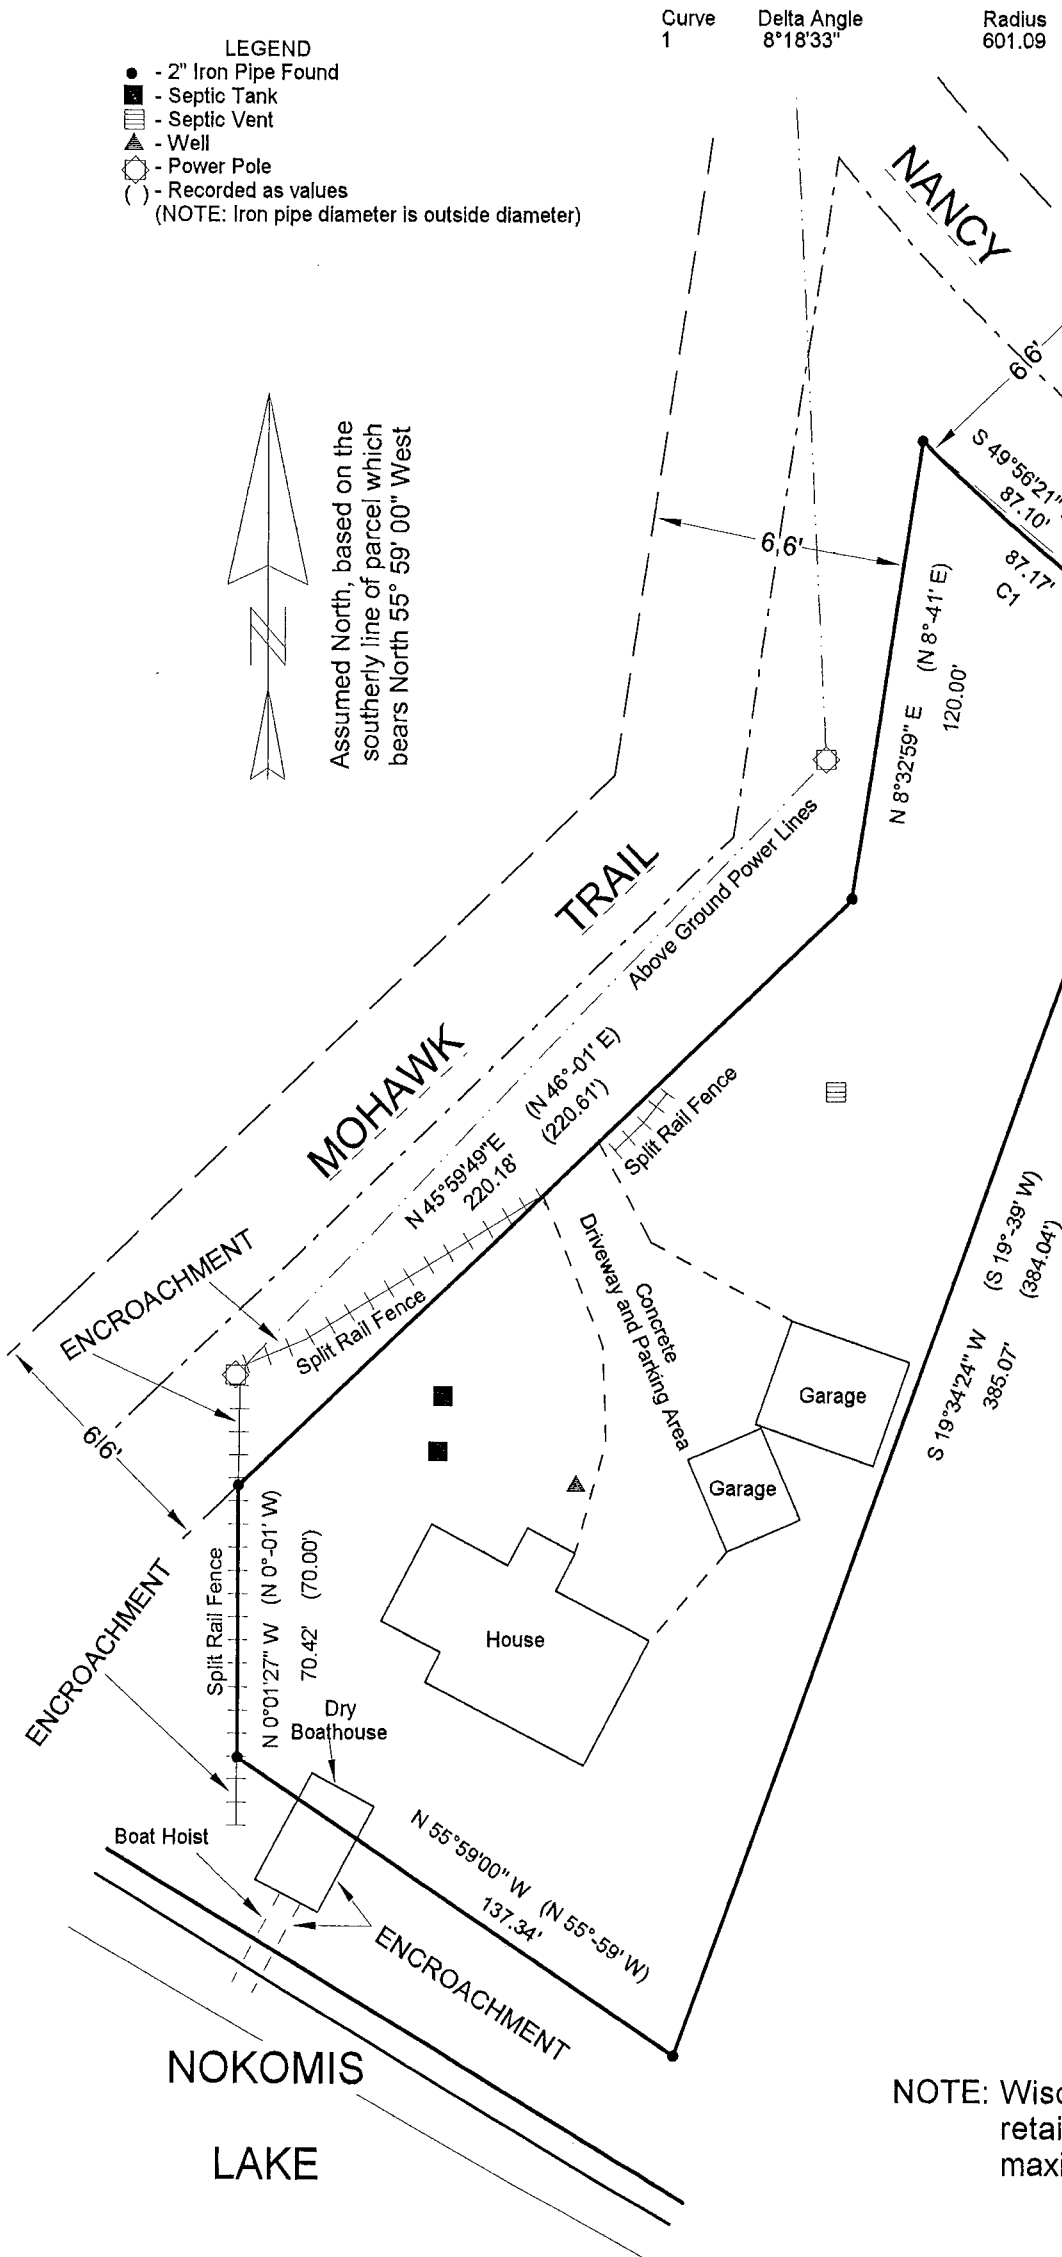 Curve Delta Angle Radius
1 8°18'33" 601.09
LEGEND
- 2" Iron Pipe Found
- Septic Tank
- Septic Vent
- Well
- Power Pole
( ) - Recorded as values
(NOTE: Iron pipe diameter is outside diameter)
NANCY
66'
Assumed North, based on the
southerly line of parcel which
bears North 55° 59' 00" West
N
S 49°56'21"
87.10'
87.17'
C1
66'
N 8°32'59" E (N 8°-41' E)
120.00'
MOHAWK TRAIL
Above Ground Power Lines
(N 46°-01' E)
(220.61')
N 45°59'49"E
220.18'
Split Rail Fence
ENCROACHMENT
Split Rail Fence
66'
Driveway and Parking Area
Concrete
Garage
Garage
(S 19°-39' W)
(384.04')
S 19°34'24" W
385.07'
ENCROACHMENT
Split Rail Fence
N 0°01'27" W (N 0°-01' W)
70.42' (70.00')
House
Dry
Boathouse
Boat Hoist
N 55°59'00" W (N 55°-59' W)
137.34'
ENCROACHMENT
NOKOMIS
LAKE
NOTE: Wisc
retai
maxi